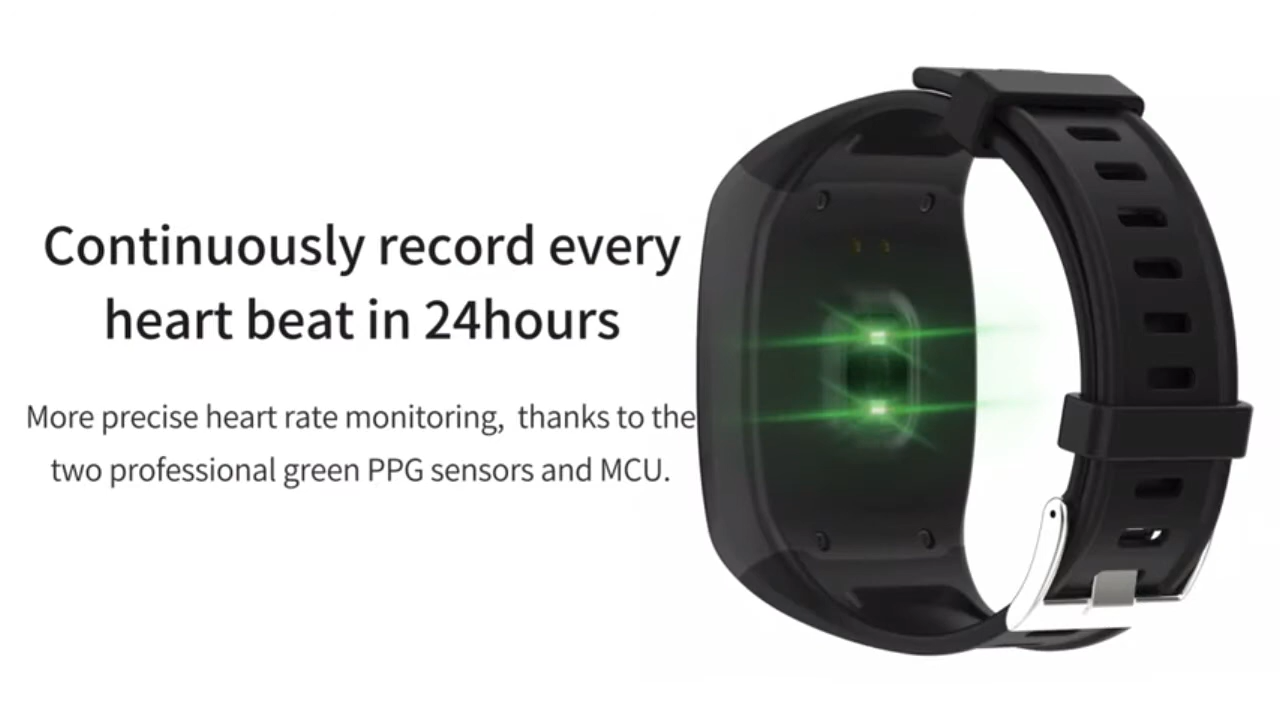 Continuously record every
heart beat in 24hours
More precise heart rate monitoring, thanks to the
two professional green PPG sensors and MCU.